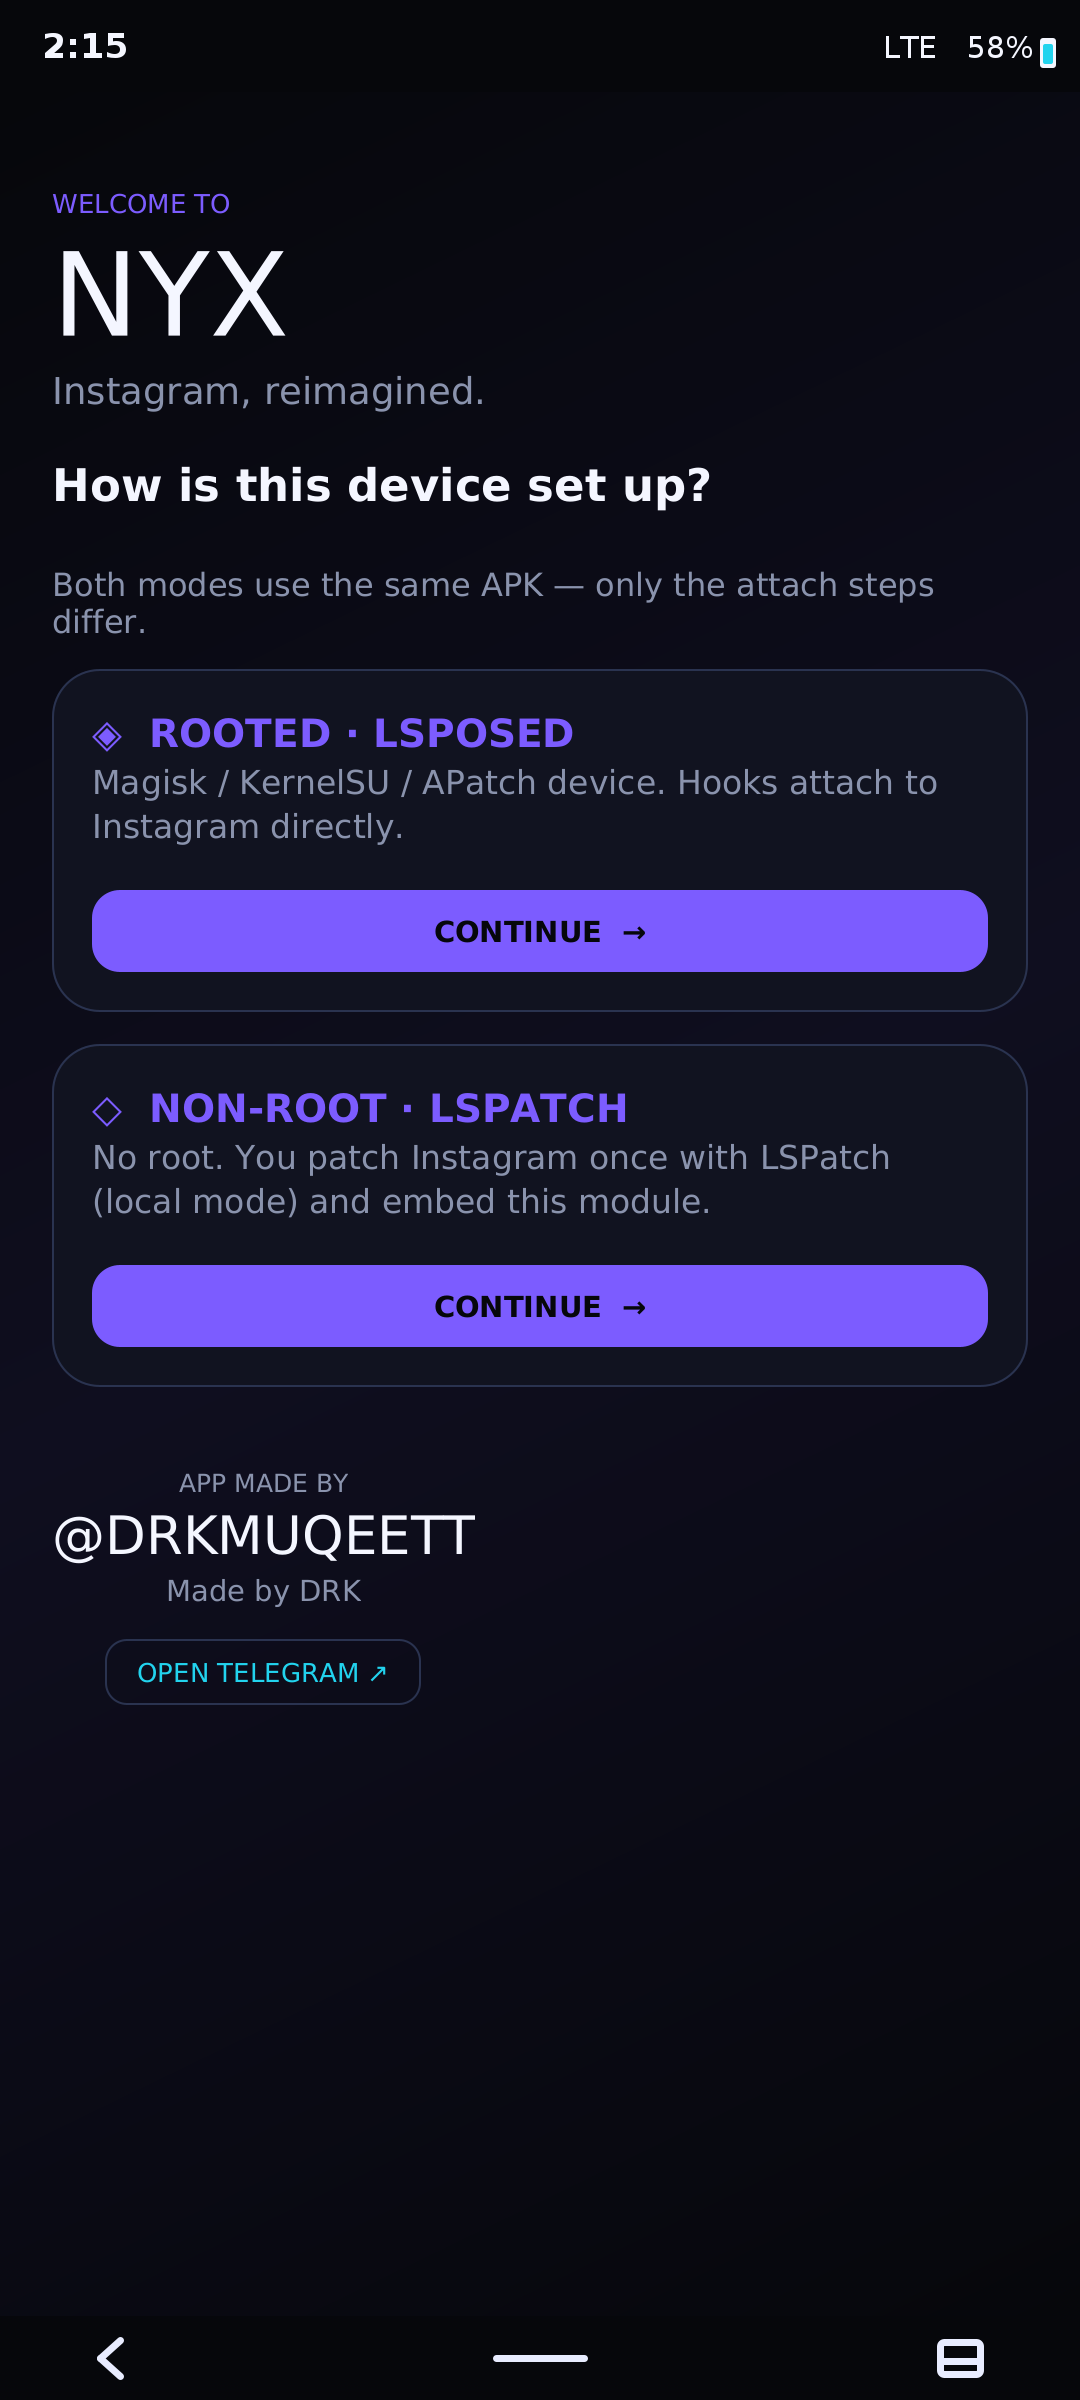 2:15
LTE 58%
WELCOME TO
NYX
Instagram, reimagined.
How is this device set up?
Both modes use the same APK — only the attach steps
differ.
◈ ROOTED · LSPOSED
Magisk / KernelSU / APatch device. Hooks attach to
Instagram directly.
CONTINUE →
◇ NON-ROOT · LSPATCH
No root. You patch Instagram once with LSPatch
(local mode) and embed this module.
CONTINUE →
APP MADE BY
@DRKMUQEETT
Made by DRK
OPEN TELEGRAM ↗